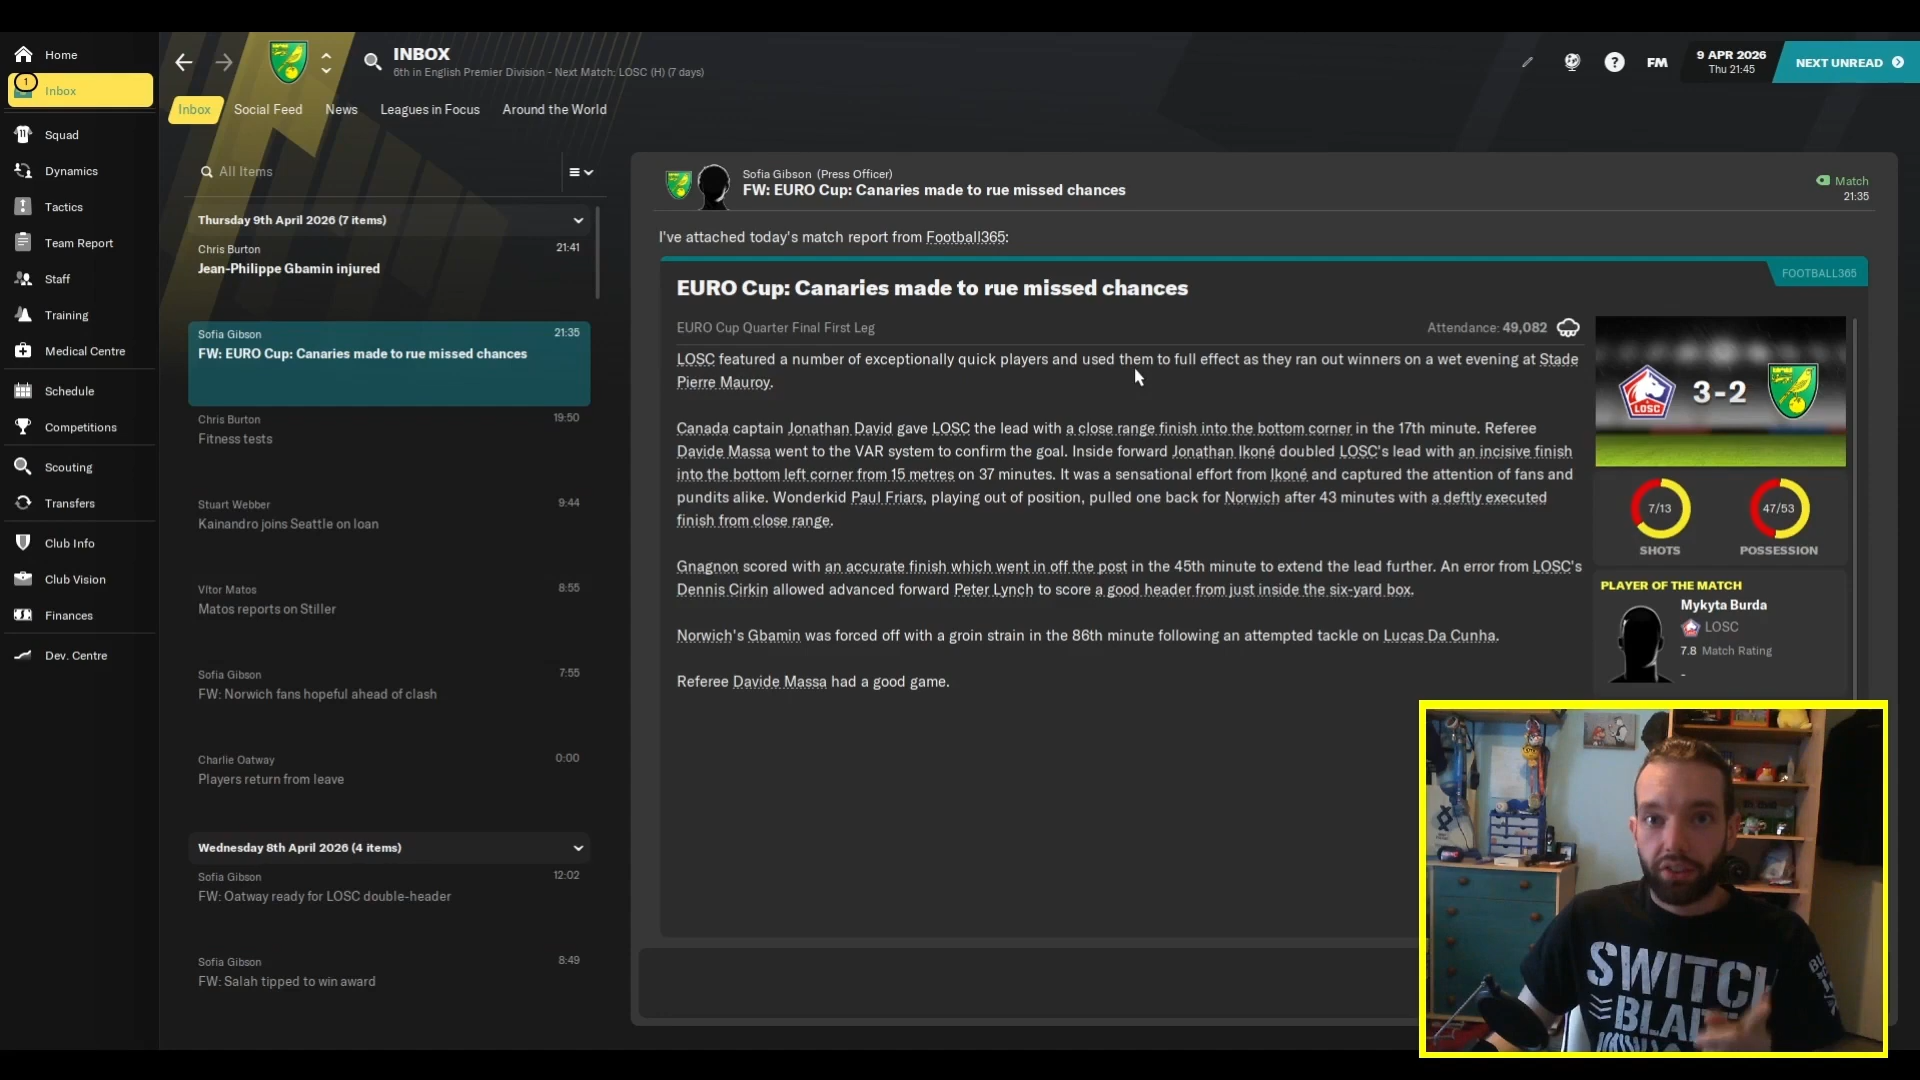 Home
1
Inbox
Squad
Dynamics
Tactics
Team Report
Staff
Training
Medical Centre
Schedule
Competitions
Scouting
Transfers
Club Info
Club Vision
Finances
Dev. Centre
INBOX
6th in English Premier Division - Next Match: LOSC (H) (7 days)
FM
9 APR 2026
Thu 21:45
NEXT UNREAD
Inbox
Social Feed
News
Leagues in Focus
Around the World
All Items
Thursday 9th April 2026 (7 items)
Chris Burton
21:41
Jean-Philippe Gbamin injured
Sofia Gibson
21:35
FW: EURO Cup: Canaries made to rue missed chances
Chris Burton
19:50
Fitness tests
Stuart Webber
9:44
Kainandro joins Seattle on loan
Vítor Matos
8:55
Matos reports on Stiller
Sofia Gibson
7:55
FW: Norwich fans hopeful ahead of clash
Charlie Oatway
0:00
Players return from leave
Wednesday 8th April 2026 (4 items)
Sofia Gibson
12:02
FW: Oatway ready for LOSC double-header
Sofia Gibson
8:49
FW: Salah tipped to win award
Sofia Gibson (Press Officer)
FW: EURO Cup: Canaries made to rue missed chances
Match
21:35
I've attached today's match report from Football365:
FOOTBALL365
EURO Cup: Canaries made to rue missed chances
EURO Cup Quarter Final First Leg
Attendance: 49,082
LOSC featured a number of exceptionally quick players and used them to full effect as they ran out winners on a wet evening at Stade
Pierre Mauroy.
Canada captain Jonathan David gave LOSC the lead with a close range finish into the bottom corner in the 17th minute. Referee
Davide Massa went to the VAR system to confirm the goal. Inside forward Jonathan Ikoné doubled LOSC's lead with an incisive finish
into the bottom left corner from 15 metres on 37 minutes. It was a sensational effort from Ikoné and captured the attention of fans and
pundits alike. Wonderkid Paul Friars, playing out of position, pulled one back for Norwich after 43 minutes with a deftly executed
finish from close range.
Gnagnon scored with an accurate finish which went in off the post in the 45th minute to extend the lead further. An error from LOSC's
Dennis Cirkin allowed advanced forward Peter Lynch to score a good header from just inside the six-yard box.
Norwich's Gbamin was forced off with a groin strain in the 86th minute following an attempted tackle on Lucas Da Cunha.
Referee Davide Massa had a good game.
LOSC
3-2
7/13
SHOTS
47/53
POSSESSION
PLAYER OF THE MATCH
Mykyta Burda
LOSC
7.8 Match Rating
-
SWITCH
BLADE